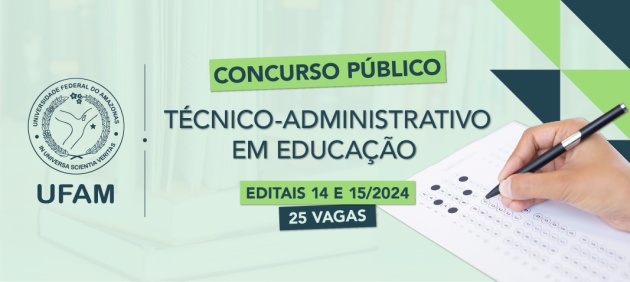 CONCURSO PÚBLICO
UNIVERSIDADE FEDERAL DO AMAZONAS
IN UNIVERSA SCIENTIA VERITAS
UFAM
TÉCNICO-ADMINISTRATIVO
EM EDUCAÇÃO
EDITAIS 14 E 15/2024
25 VAGAS